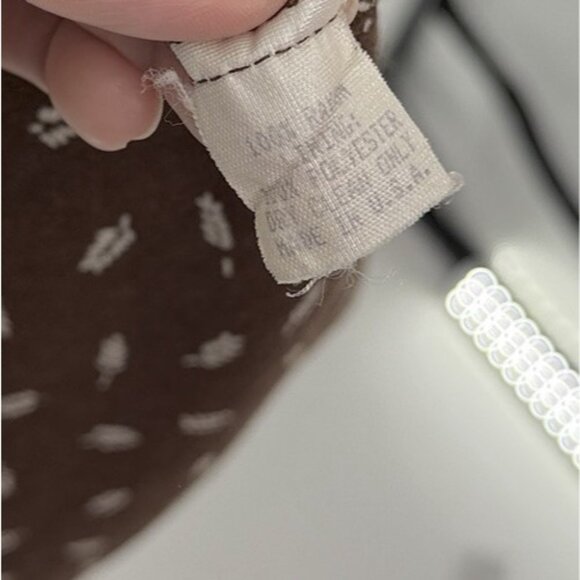 100% RAYON
LINING:
100% POLYESTER
DRY CLEAN ONLY
MADE IN U.S.A.